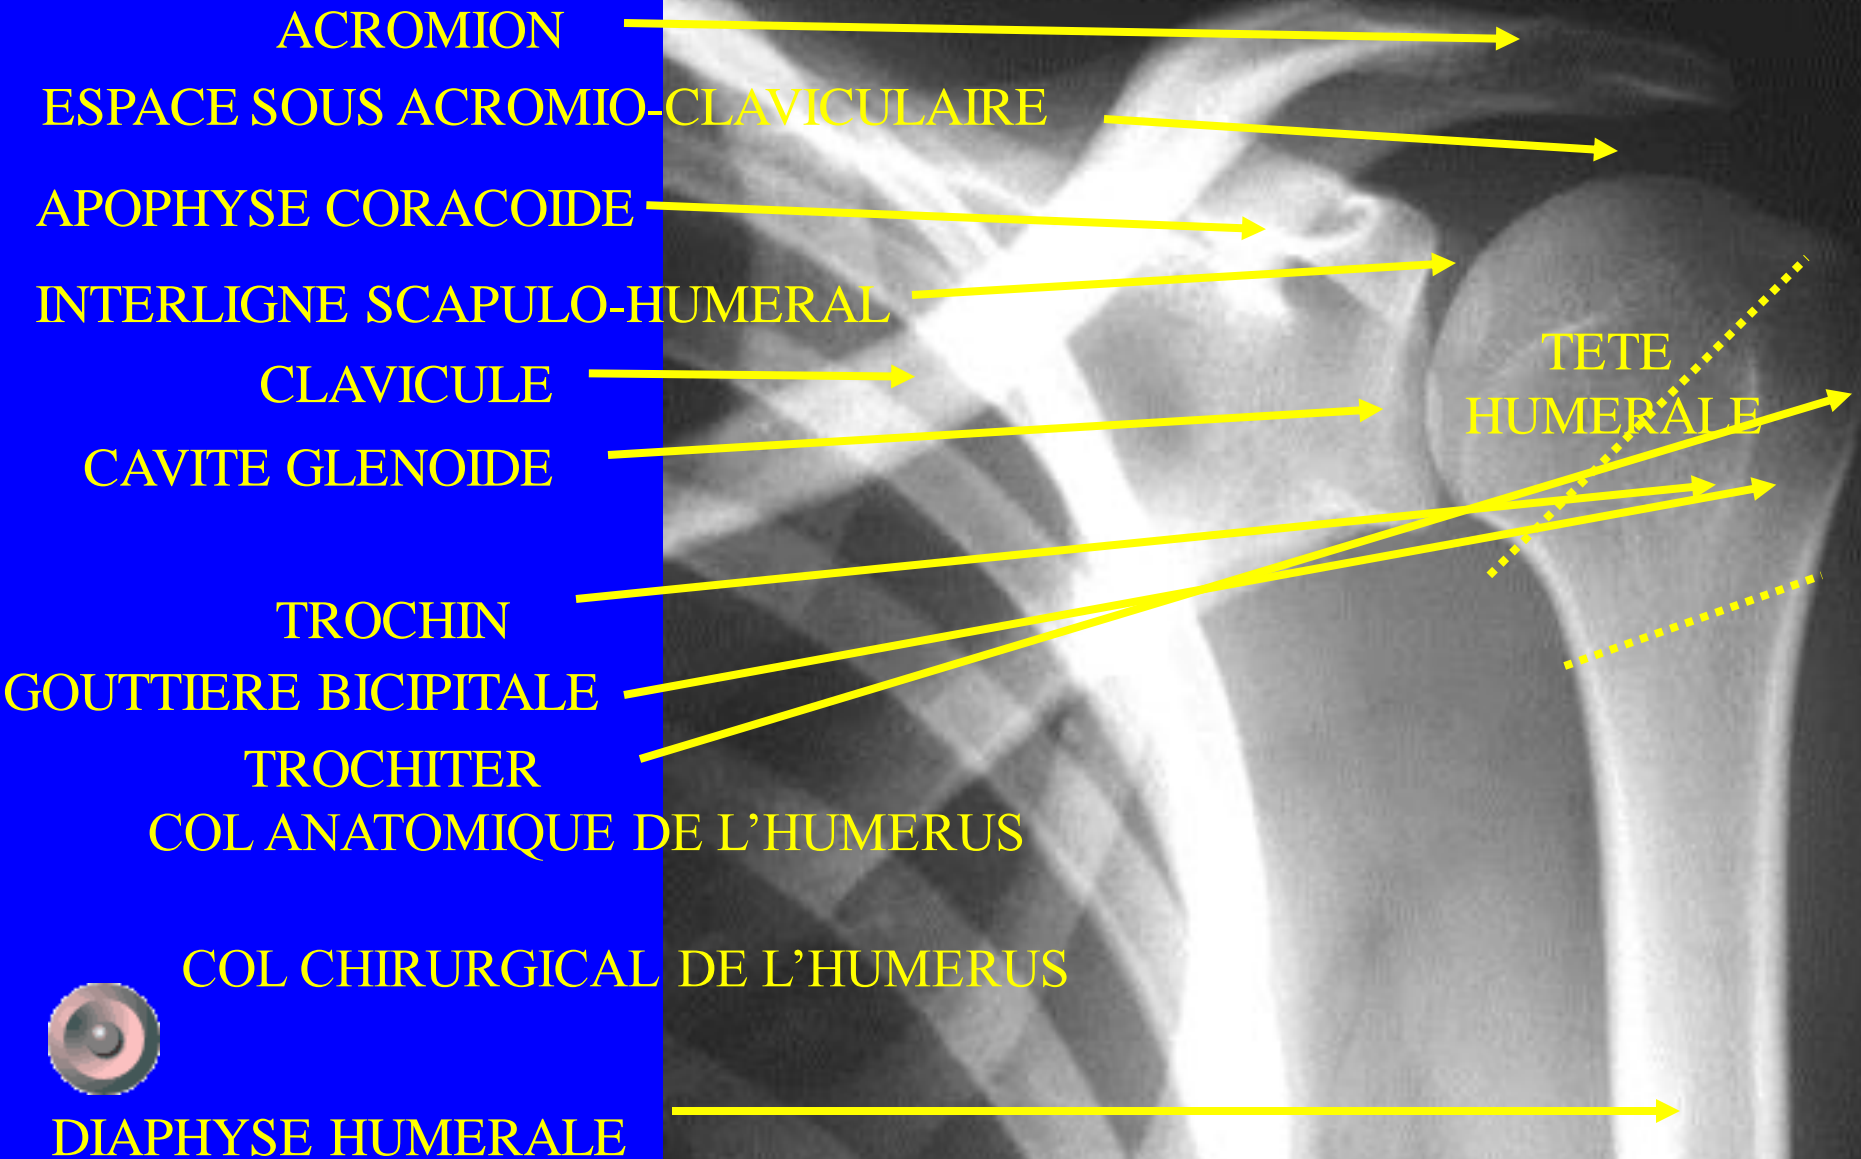 ACROMION
ESPACE SOUS ACROMIO-CLAVICULAIRE
APOPHYSE CORACOIDE
INTERLIGNE SCAPULO-HUMERAL
CLAVICULE
CAVITE GLENOIDE
TETE
HUMERALE
TROCHIN
GOUTTIERE BICIPITALE
TROCHITER
COL ANATOMIQUE DE L’HUMERUS
COL CHIRURGICAL DE L’HUMERUS
DIAPHYSE HUMERALE